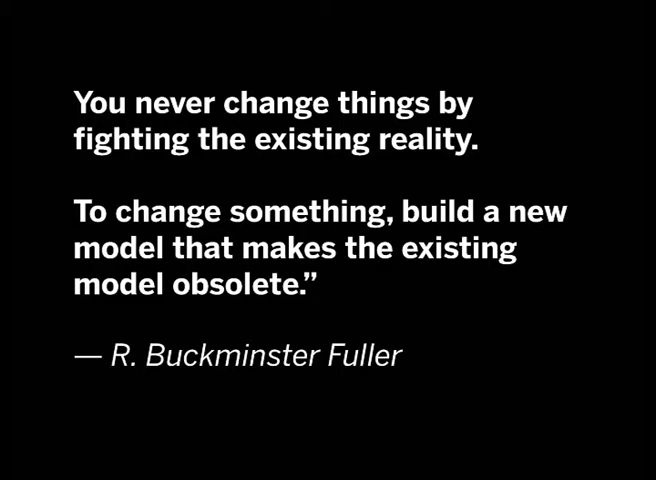 You never change things by
fighting the existing reality.
To change something, build a new
model that makes the existing
model obsolete.”
— R. Buckminster Fuller